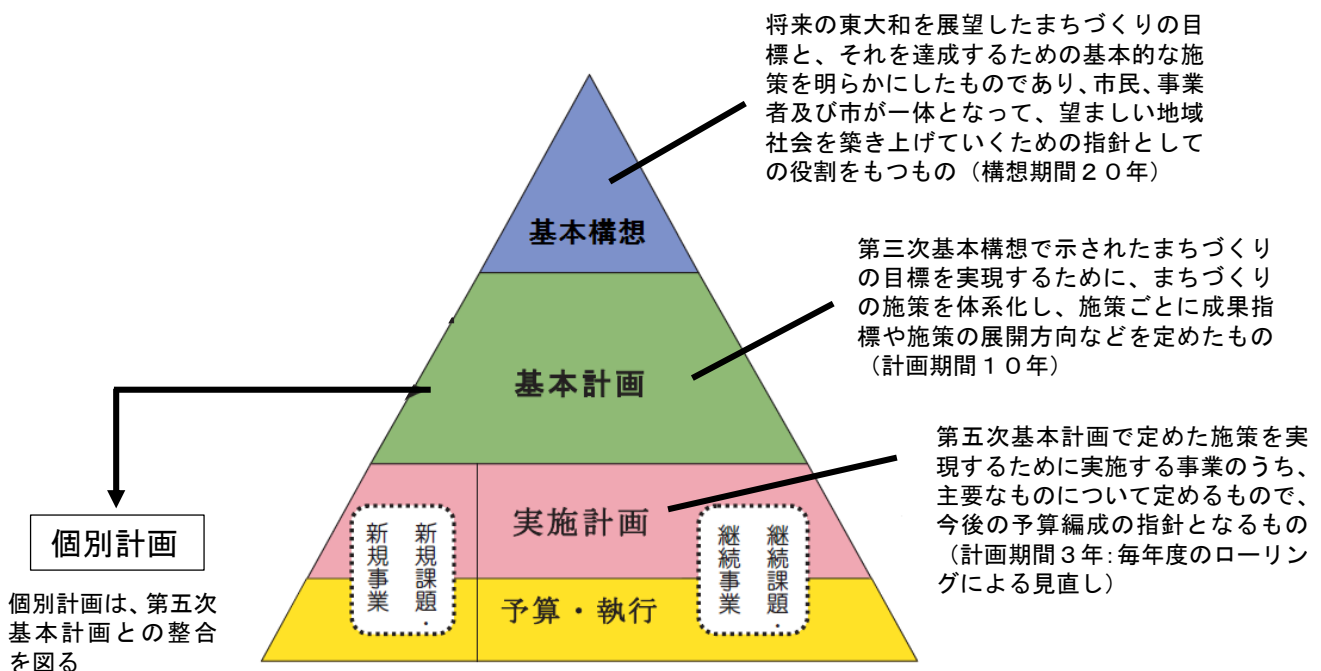 将来の東大和を展望したまちづくりの目
標と、それを達成するための基本的な施
策を明らかにしたものであり、市民、事業
者及び市が一体となって、望ましい地域
社会を築き上げていくための指針として
の役割をもつもの（構想期間２０年）
基本構想
第三次基本構想で示されたまちづくり
の目標を実現するために、まちづくり
の施策を体系化し、施策ごとに成果指
標や施策の展開方向などを定めたもの
（計画期間１０年）
基本計画
第五次基本計画で定めた施策を実
現するために実施する事業のうち、
主要なものについて定めるもので、
今後の予算編成の指針となるもの
（計画期間３年:毎年度のローリン
グによる見直し）
実施計画
新規課題・
新規事業
継続課題・
継続事業
予算・執行
個別計画
個別計画は、第五次
基本計画との整合
を図る